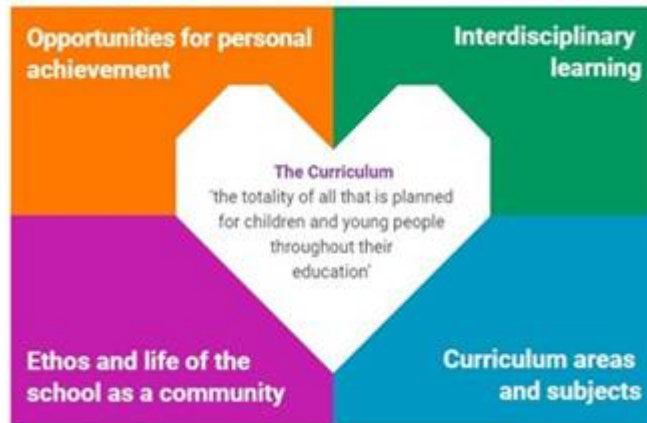 Opportunities for personal
achievement
Interdisciplinary
learning
The Curriculum
'the totality of all that is planned
for children and young people
throughout their
education'
Ethos and life of the
school as a community
Curriculum areas
and subjects